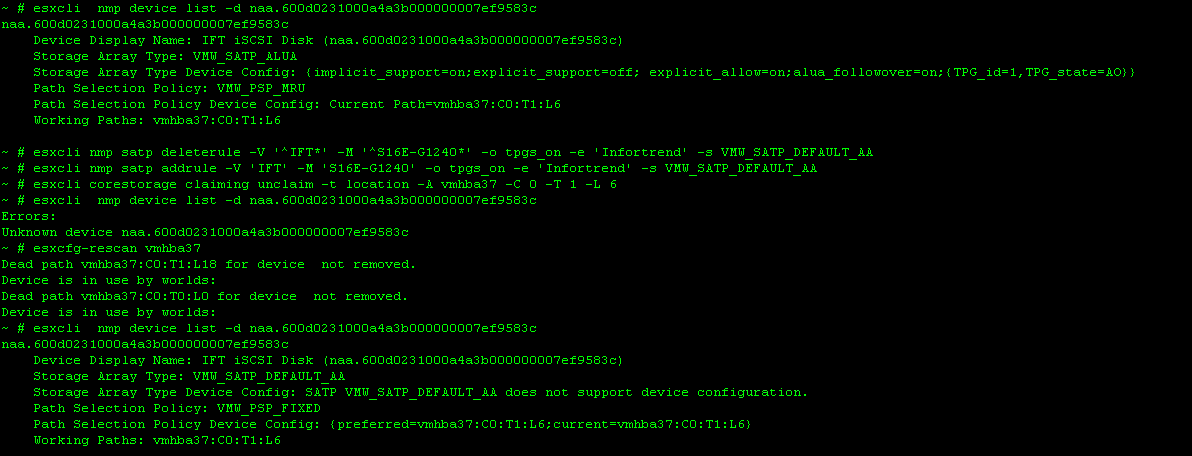 ~ # esxcli  nmp device list -d naa.600d0231000a4a3b000000007ef9583c
naa.600d0231000a4a3b000000007ef9583c
    Device Display Name: IFT iSCSI Disk (naa.600d0231000a4a3b000000007ef9583c)
    Storage Array Type: VMW_SATP_ALUA
    Storage Array Type Device Config: {implicit_support=on;explicit_support=off; explicit_allow=on;alua_followover=on;{TPG_id=1,TPG_state=AO}}
    Path Selection Policy: VMW_PSP_MRU
    Path Selection Policy Device Config: Current Path=vmhba37:C0:T1:L6
    Working Paths: vmhba37:C0:T1:L6

~ # esxcli nmp satp deleterule -V '^IFT*' -M '^S16E-G1240*' -o tpgs_on -e 'Infortrend' -s VMW_SATP_DEFAULT_AA
~ # esxcli nmp satp addrule -V 'IFT' -M 'S16E-G1240' -o tpgs_on -e 'Infortrend' -s VMW_SATP_DEFAULT_AA
~ # esxcli corestorage claiming unclaim -t location -A vmhba37 -C 0 -T 1 -L 6
~ # esxcli  nmp device list -d naa.600d0231000a4a3b000000007ef9583c
Errors:
Unknown device naa.600d0231000a4a3b000000007ef9583c
~ # esxcfg-rescan vmhba37
Dead path vmhba37:C0:T1:L18 for device  not removed.
Device is in use by worlds:
Dead path vmhba37:C0:T0:L0 for device  not removed.
Device is in use by worlds:
~ # esxcli  nmp device list -d naa.600d0231000a4a3b000000007ef9583c
naa.600d0231000a4a3b000000007ef9583c
    Device Display Name: IFT iSCSI Disk (naa.600d0231000a4a3b000000007ef9583c)
    Storage Array Type: VMW_SATP_DEFAULT_AA
    Storage Array Type Device Config: SATP VMW_SATP_DEFAULT_AA does not support device configuration.
    Path Selection Policy: VMW_PSP_FIXED
    Path Selection Policy Device Config: {preferred=vmhba37:C0:T1:L6;current=vmhba37:C0:T1:L6}
    Working Paths: vmhba37:C0:T1:L6